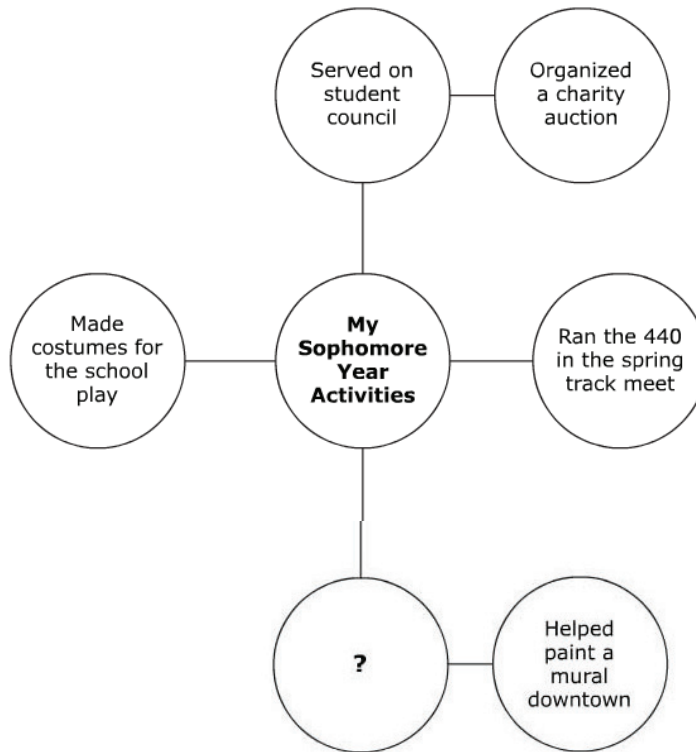 Served on
student
council
Organized
a charity
auction
Made
costumes for
the school
play
My
Sophomore
Year
Activities
Ran the 440
in the spring
track meet
?
Helped
paint a
mural
downtown